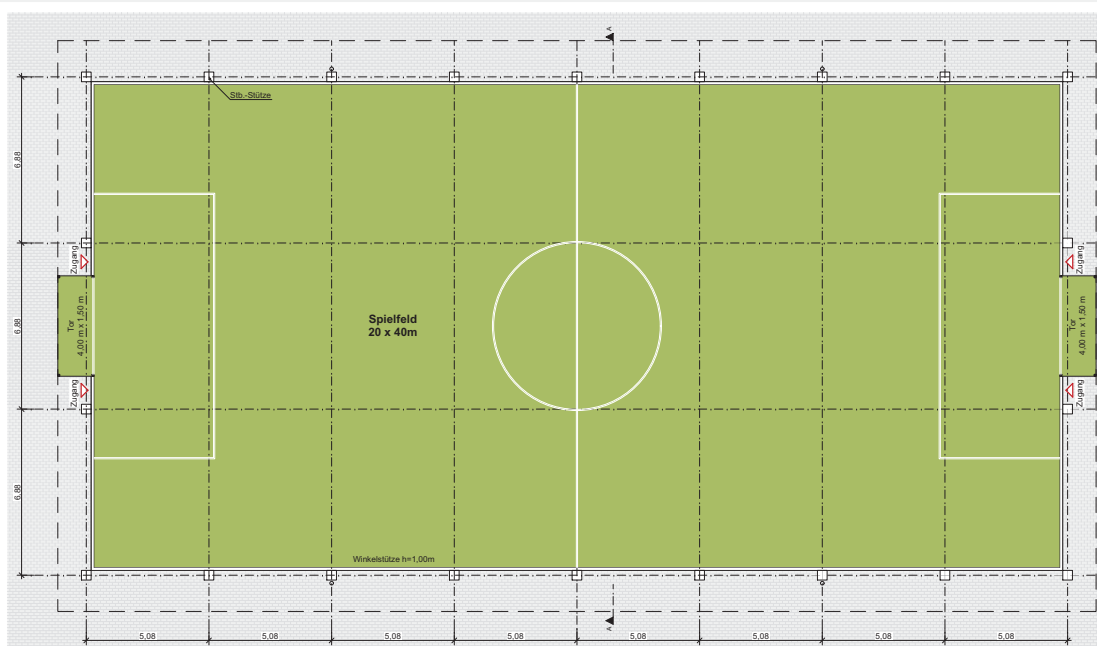 A
Stb.-Stütze
6,88
Zugang
Zugang
Tor
4,00 m x 1,50 m
Spielfeld
20 x 40m
6,88
Tor
4,00 m x 1,50 m
Zugang
Zugang
6,88
Winkelstütze h=1,00m
A
5,08
5,08
5,08
5,08
5,08
5,08
5,08
5,08